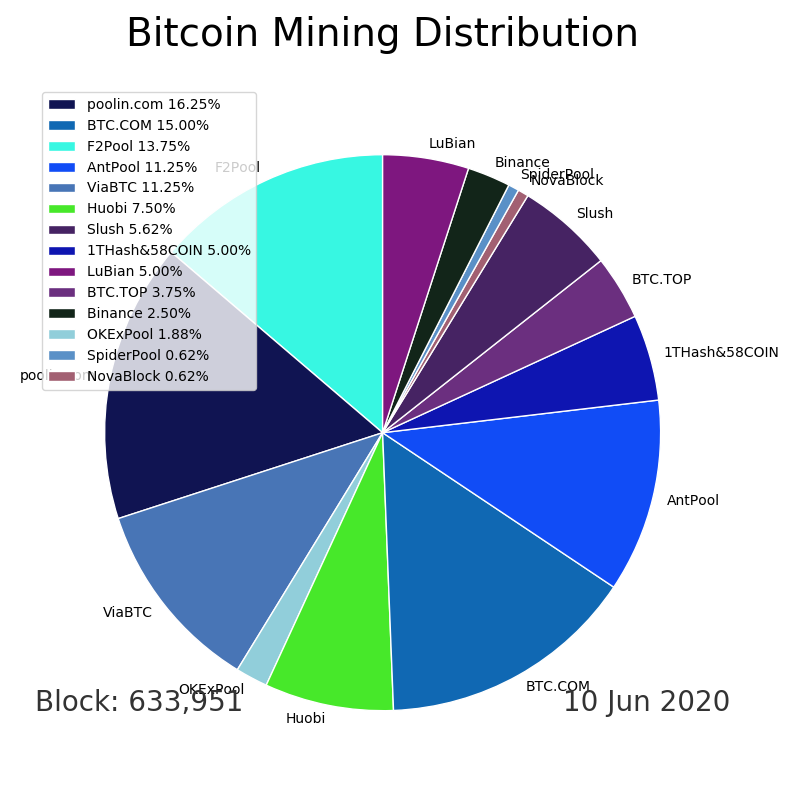 Bitcoin Mining Distribution
poolin.com 16.25%
BTC.COM 15.00%
F2Pool 13.75%
AntPool 11.25%
ViaBTC 11.25%
Huobi 7.50%
Slush 5.62%
1THash&58COIN 5.00%
LuBian 5.00%
BTC.TOP 3.75%
Binance 2.50%
OKExPool 1.88%
SpiderPool 0.62%
NovaBlock 0.62%
LuBian
Binance
SpiderPool
NovaBlock
Slush
BTC.TOP
1THash&58COIN
AntPool
BTC.COM
Huobi
OKExPool
ViaBTC
poolin.com
F2Pool
Block: 633,951
10 Jun 2020